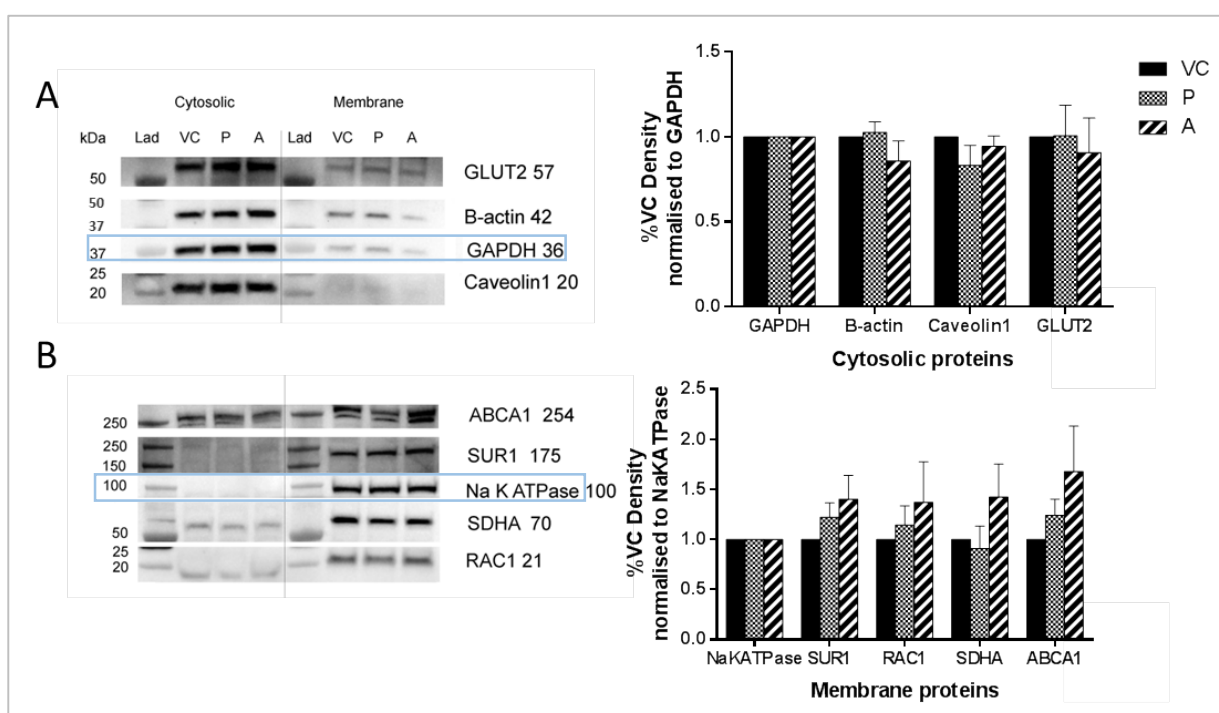 A
Cytosolic Membrane
kDa Lad VC P A Lad VC P A
50 GLUT2 57
50
37 B-actin 42
37 GAPDH 36
25
20 Caveolin1 20
1.5
1.0
0.5
0.0
%VC Density
normalised to GAPDH
GAPDH B-actin Caveolin1 GLUT2
Cytosolic proteins
VC
P
A
B
250 ABCA1 254
250
150 SUR1 175
100 Na K ATPase 100
50 SDHA 70
25
20 RAC1 21
2.5
2.0
1.5
1.0
0.5
0.0
%VC Density
normalised to NaKATPase
NaKATPase SUR1 RAC1 SDHA ABCA1
Membrane proteins